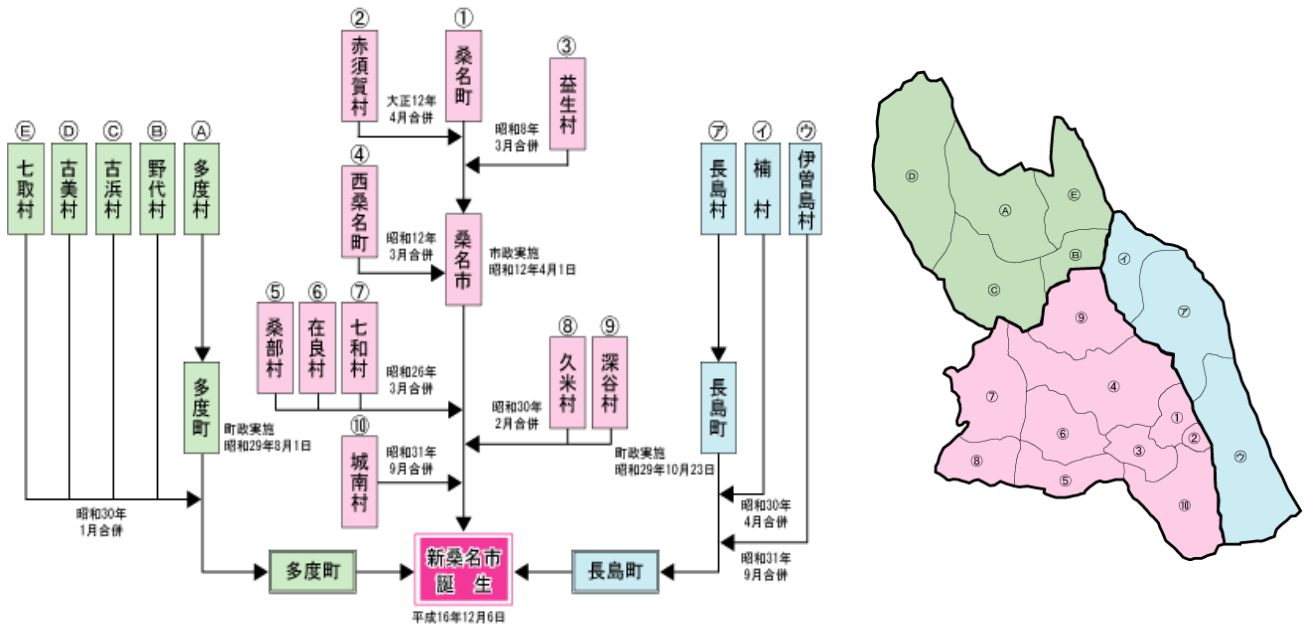 ②
赤須賀村
①
桑名町
③
益生村
大正12年
4月合併
昭和8年
3月合併
Ⓔ
七取村
Ⓓ
古美村
Ⓒ
古浜村
Ⓑ
野代村
Ⓐ
多度村
④
西桑名町
昭和12年
3月合併
桑名市
市政実施
昭和12年4月1日
㋐
長島村
㋑
楠村
㋒
伊曽島村
⑤
桑部村
⑥
在良村
⑦
七和村
昭和26年
3月合併
⑧
久米村
⑨
深谷村
昭和30年
2月合併
多度町
町政実施
昭和29年8月1日
長島町
町政実施
昭和29年10月23日
⑩
城南村
昭和31年
9月合併
昭和30年
1月合併
昭和30年
4月合併
昭和31年
9月合併
多度町
新桑名市
誕 生
長島町
平成16年12月6日
Ⓓ
Ⓐ
Ⓔ
Ⓑ
Ⓒ
㋑
㋐
⑨
④
⑦
①
⑥
②
③
⑧
⑤
㋒
⑩